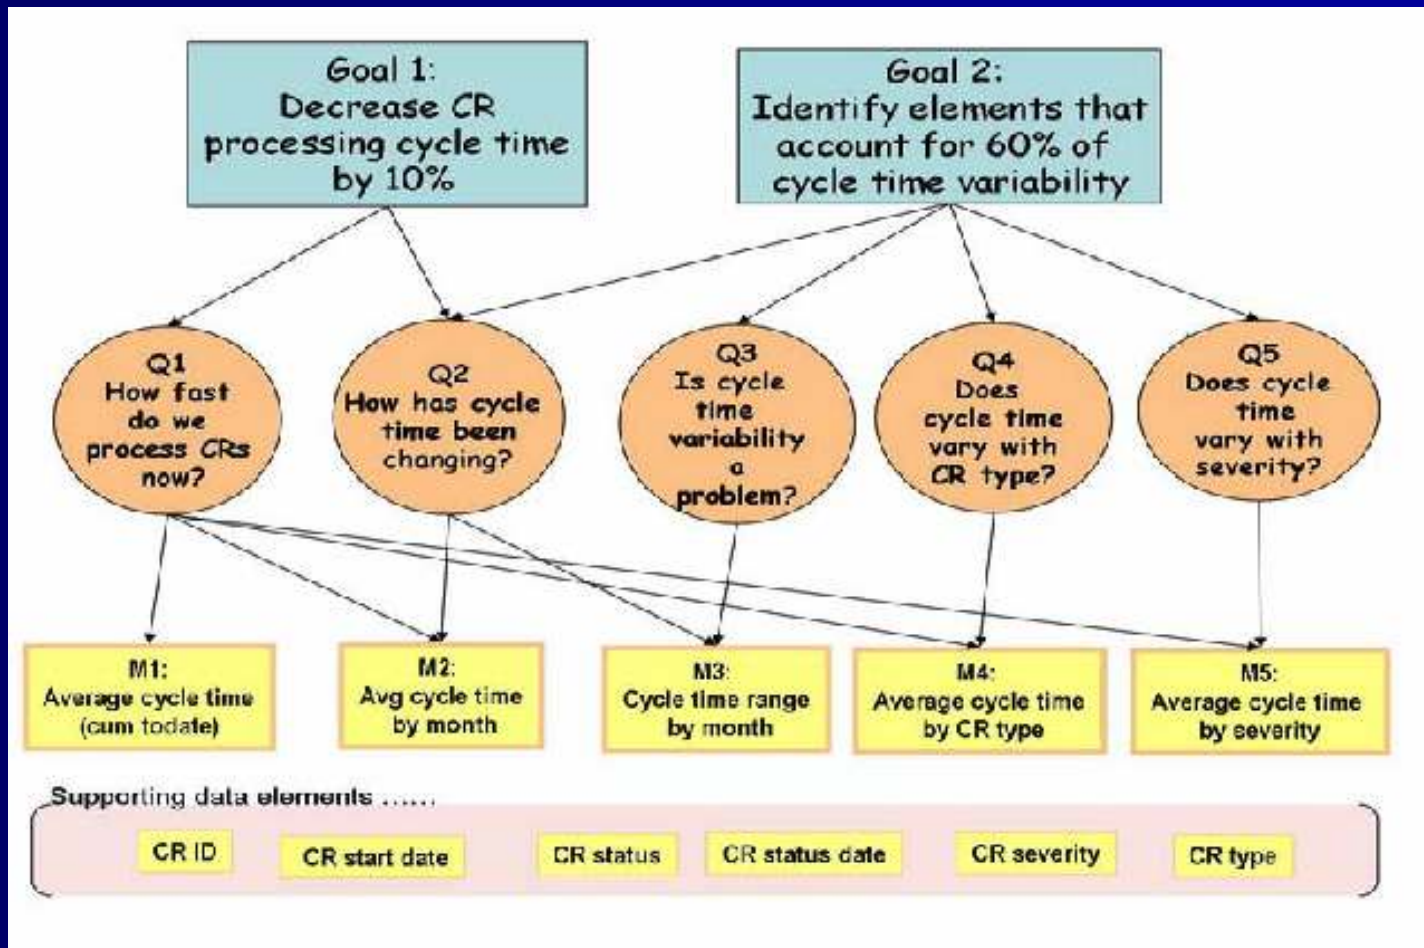 Goal 1:
Decrease CR
processing cycle time
by 10%
Goal 2:
Identify elements that
account for 60% of
cycle time variability
Q1
How fast
do we
process CRs
now?
Q2
How has cycle
time been
changing?
Q3
Is cycle
time
variability
a
problem?
Q4
Does
cycle time
vary with
CR type?
Q5
Does cycle
time
vary with
severity?
M1:
Average cycle time
(cum todate)
M2:
Avg cycle time
by month
M3:
Cycle time range
by month
M4:
Average cycle time
by CR type
M5:
Average cycle time
by severity
Supporting data elements ......
CR ID
CR start date
CR status
CR status date
CR severity
CR type